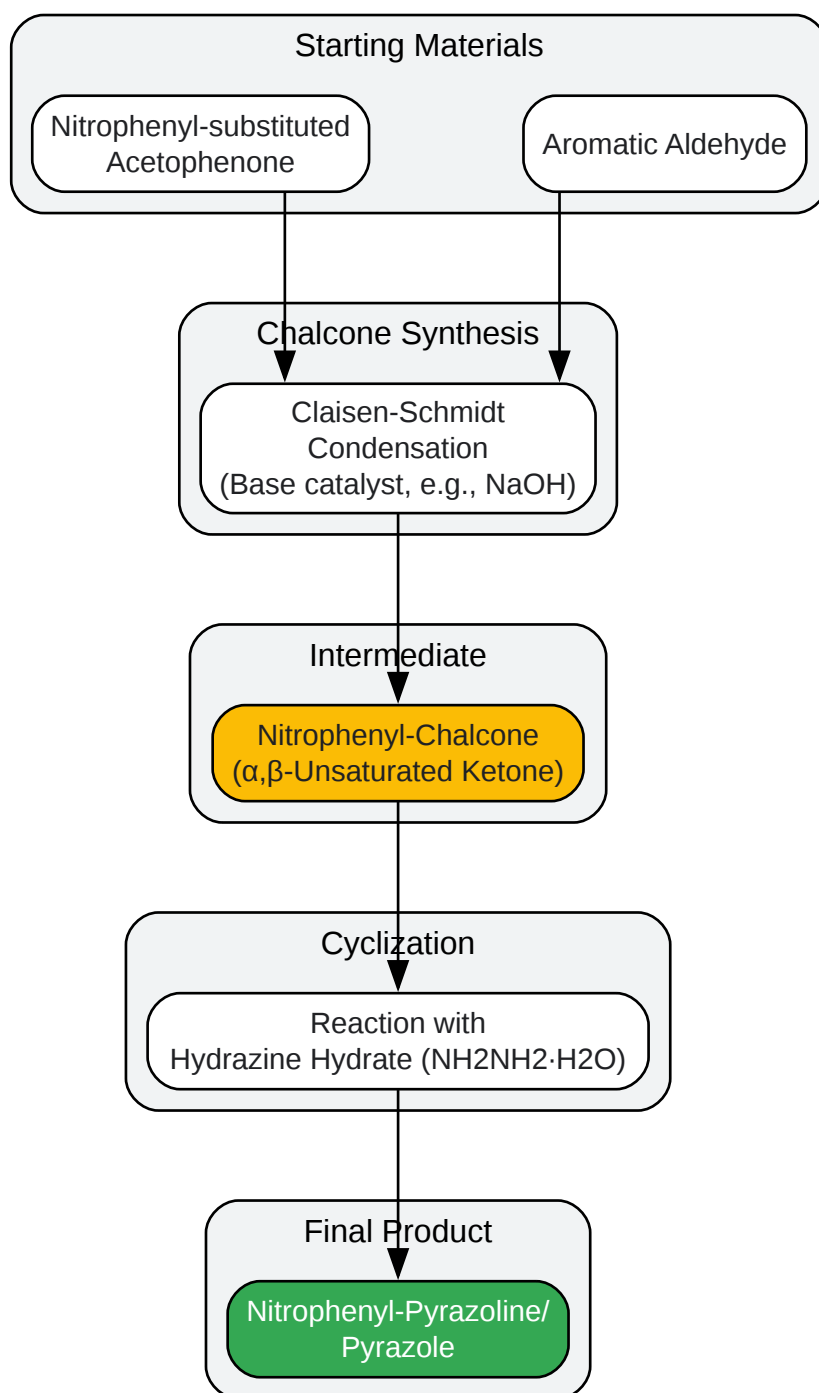 Starting Materials
Nitrophenyl-substituted
Acetophenone
Aromatic Aldehyde
Chalcone Synthesis
Claisen-Schmidt
Condensation
(Base catalyst, e.g., NaOH)
Intermediate
Nitrophenyl-Chalcone
(α,β-Unsaturated Ketone)
Cyclization
Reaction with
Hydrazine Hydrate (NH2NH2·H2O)
Final Product
Nitrophenyl-Pyrazoline/
Pyrazole